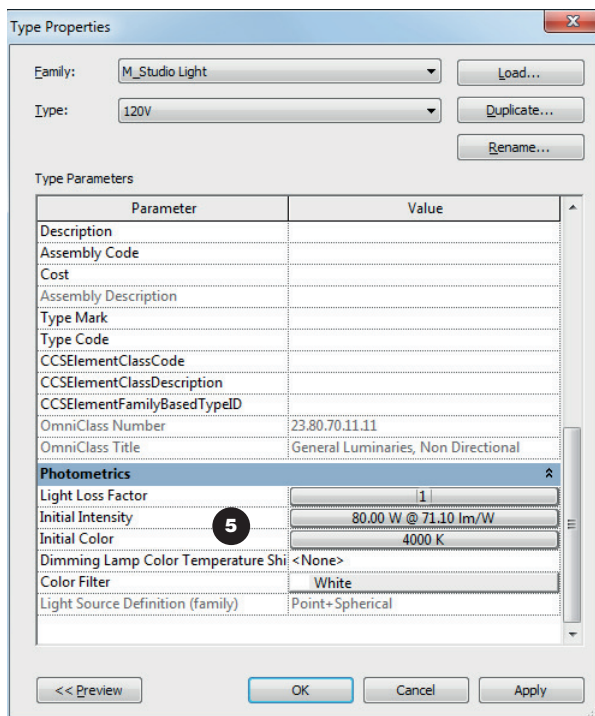 Type Properties
Family: M_Studio Light Load...
Type: 120V Duplicate...
Rename...
Type Parameters
Parameter Value
Description
Assembly Code
Cost
Assembly Description
Type Mark
Type Code
CCSElementClassCode
CCSElementClassDescription
CCSElementFamilyBasedTypeID
OmniClass Number 23.80.70.11.11
OmniClass Title General Luminaries, Non Directional
Photometrics
Light Loss Factor 1
Initial Intensity 80.00 W @ 71.10 lm/W
5
Initial Color 4000 K
Dimming Lamp Color Temperature Shi <None>
Color Filter White
Light Source Definition (family) Point+Spherical
<< Preview OK Cancel Apply